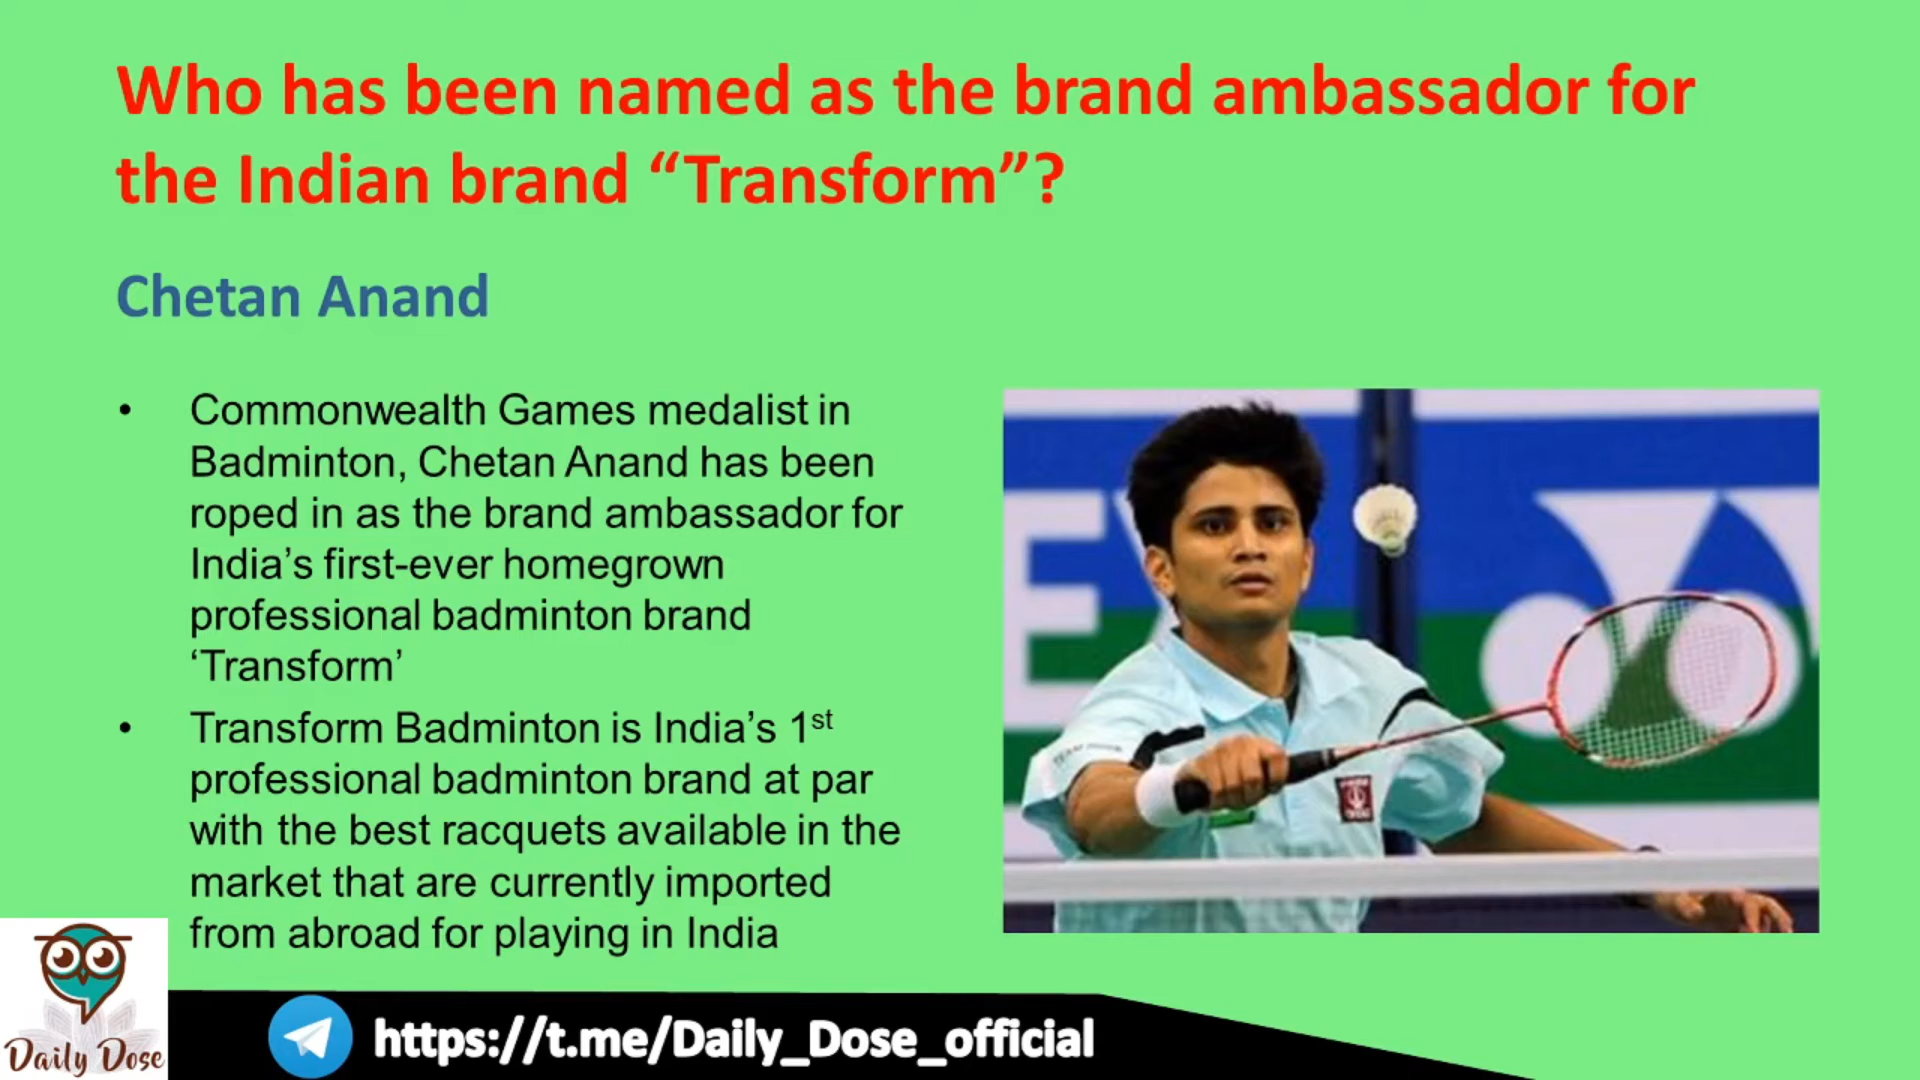 Who has been named as the brand ambassador for
the Indian brand “Transform”?
Chetan Anand
• Commonwealth Games medalist in
Badminton, Chetan Anand has been
roped in as the brand ambassador for
India’s first-ever homegrown
professional badminton brand
‘Transform’
• Transform Badminton is India’s 1st
professional badminton brand at par
with the best racquets available in the
market that are currently imported
from abroad for playing in India
Daily Dose
https://t.me/Daily_Dose_official